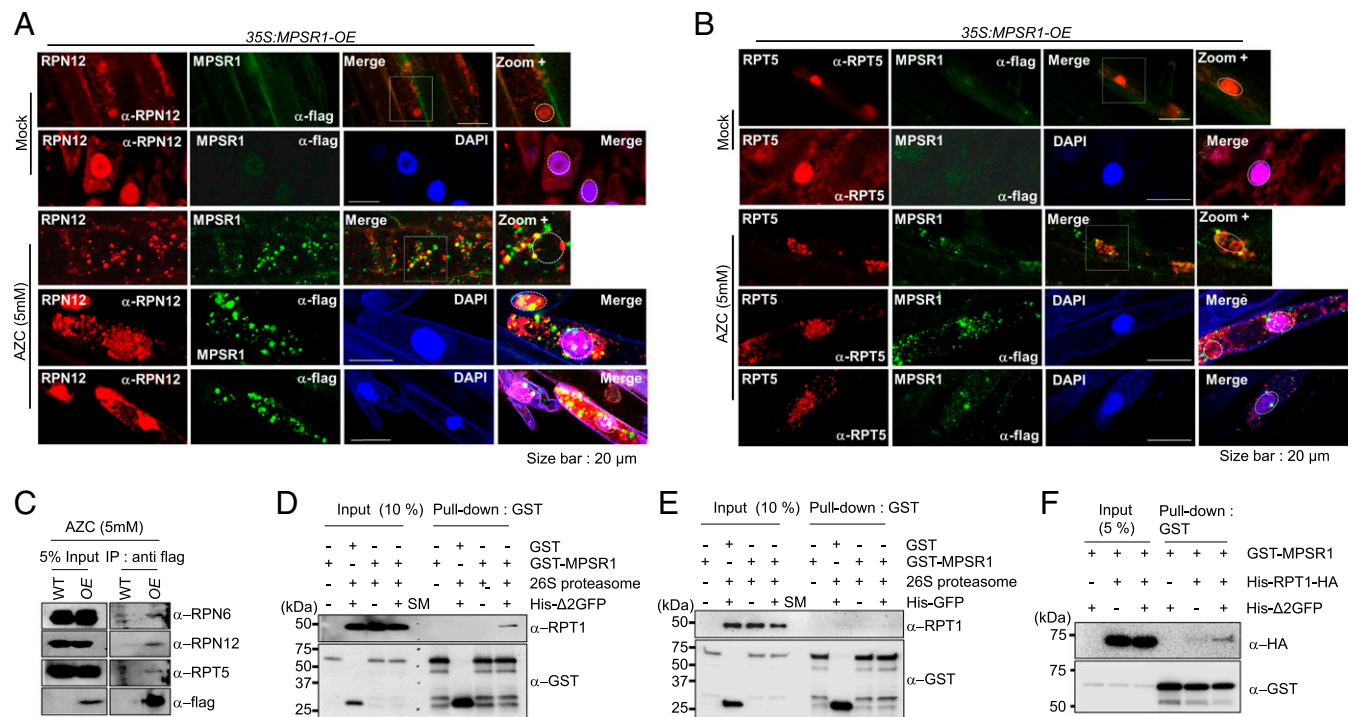 A
35S:MPSR1-OE
Mock
RPN12 α-RPN12 MPSR1 α-flag Merge Zoom +
RPN12 α-RPN12 MPSR1 α-flag DAPI Merge
AZC (5mM)
RPN12 MPSR1 Merge Zoom +
RPN12 α-RPN12 MPSR1 α-flag DAPI Merge
RPN12 α-RPN12 MPSR1 α-flag DAPI Merge
Size bar : 20 μm
B
35S:MPSR1-OE
Mock
RPT5 α-RPT5 MPSR1 α-flag Merge Zoom +
RPT5 α-RPT5 MPSR1 α-flag DAPI Merge
AZC (5mM)
RPT5 MPSR1 Merge Zoom +
RPT5 α-RPT5 MPSR1 α-flag DAPI Merge
RPT5 α-RPT5 MPSR1 α-flag DAPI Merge
Size bar : 20 μm
C
AZC (5mM)
5% Input IP : anti flag
WT OE WT OE
α–RPN6
α–RPN12
α–RPT5
α–flag
D
Input (10 %) Pull-down : GST
- + - - - + - - GST
+ - + + + - + + GST-MPSR1
- + + + - + +- + 26S proteasome
- + - + SM - + - + His-Δ2GFP
(kDa)
50 α–RPT1
75
50
37 α–GST
25
E
Input (10 %) Pull-down : GST
- + - - - + - - GST
+ - + + + - + + GST-MPSR1
- + + + - + + + 26S proteasome
- + - + SM - + - + His-GFP
(kDa)
50 α–RPT1
75
50
37 α–GST
25
F
Input (5 %) Pull-down : GST
+ + + + + + GST-MPSR1
- + + - + + His-RPT1-HA
+ - + + - + His-Δ2GFP
(kDa)
75 α–HA
75
α–GST
50